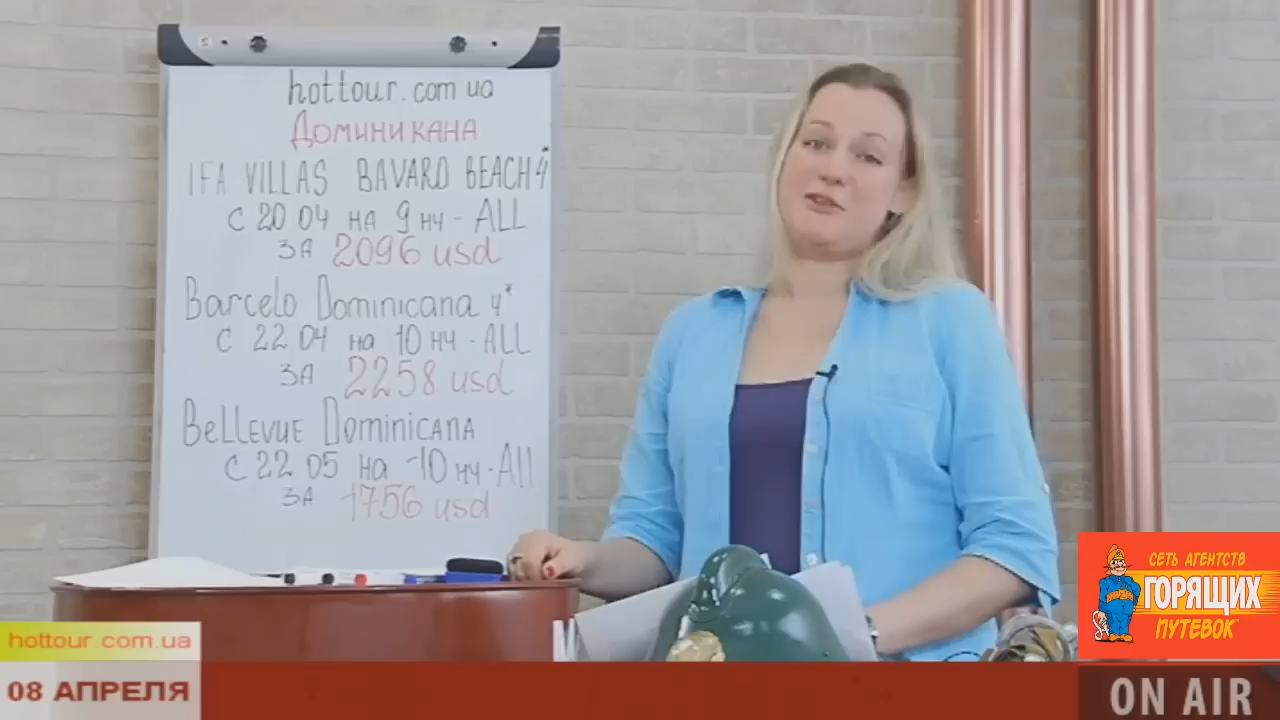 hottour.com ua
Доминикана
IFA VILLAS BAVARO BEACH 4*
с 20 04 на 9 нч - ALL
за 2096 usd
Barcelo Dominicana 4*
с 22 04 на 10 нч - ALL
за 2258 usd
BeLLEVUE Dominicana
с 22 05 на 10 нч - All
за 1756 usd
СЕТЬ АГЕНТСТВ
ГОРЯЩИХ
ПУТЕВОК
hottour.com.ua
08 АПРЕЛЯ
ON AIR